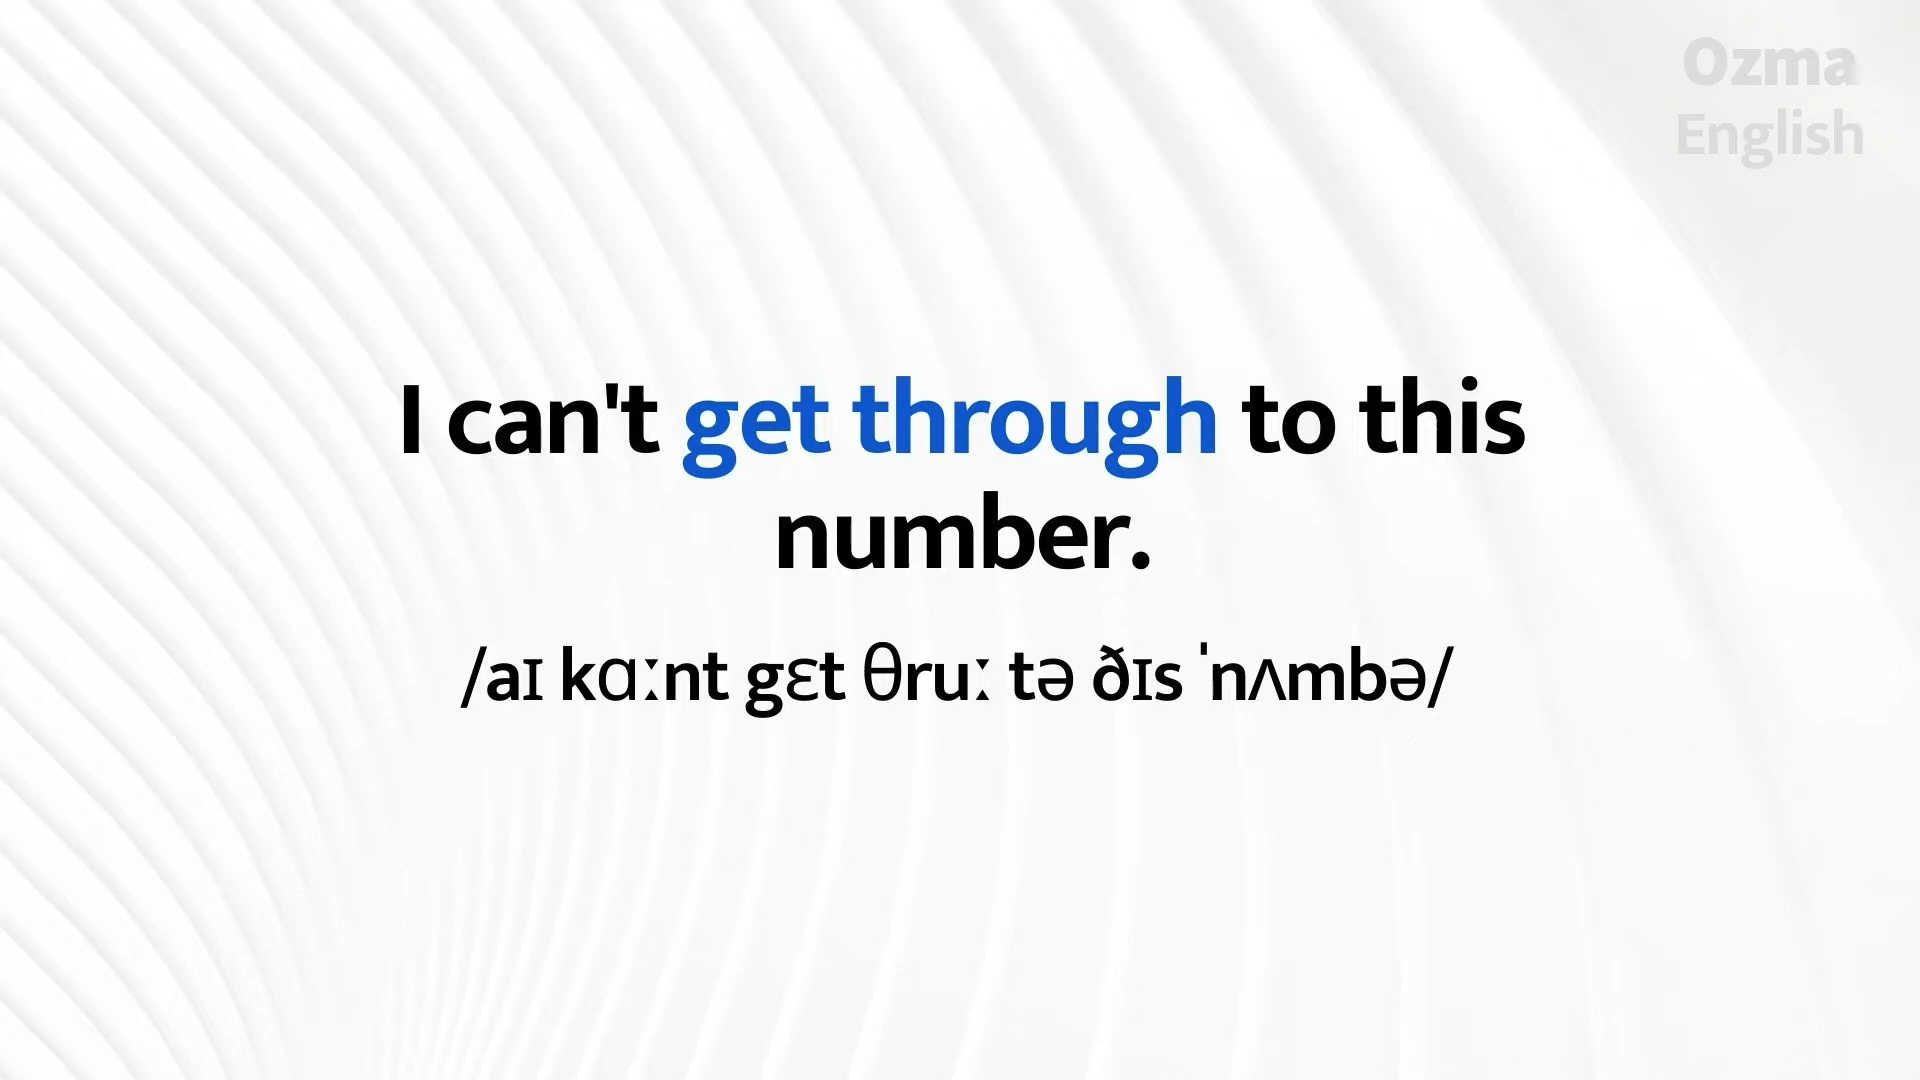 Ozma
English
I can't get through to this
number.
/aɪ kɑːnt gɛt θruː tə ðɪs ˈnʌmbə/